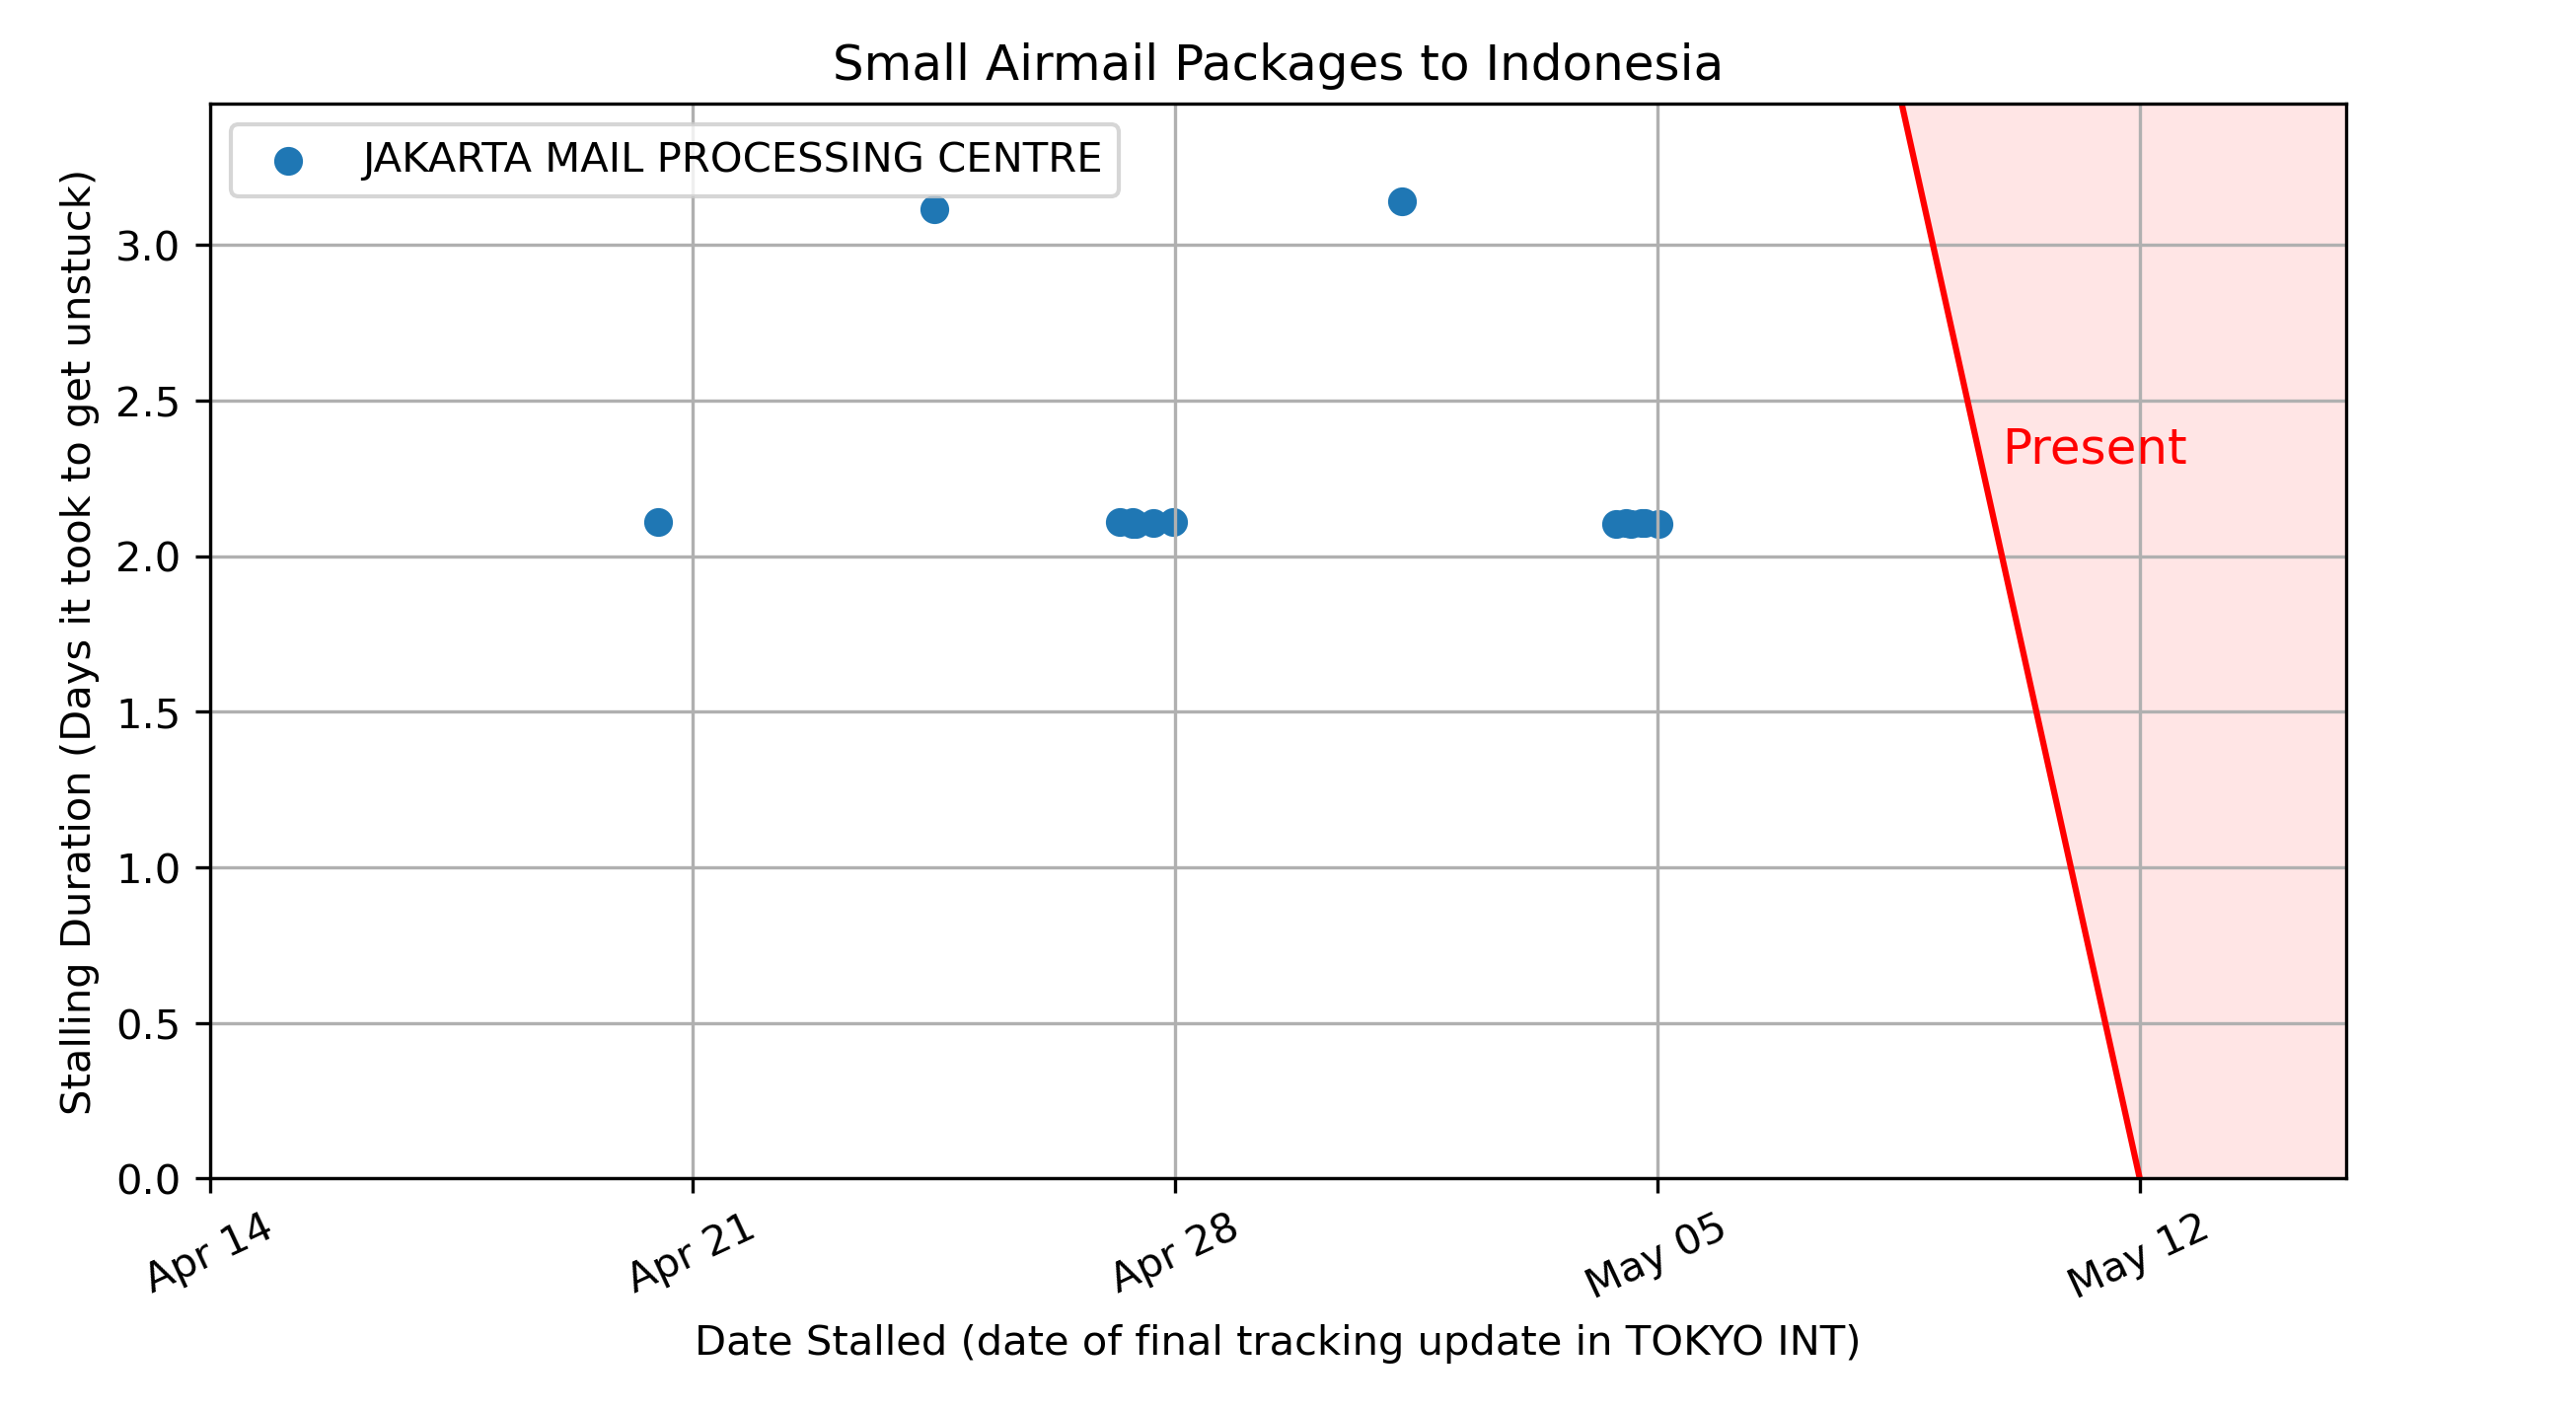 Small Airmail Packages to Indonesia
JAKARTA MAIL PROCESSING CENTRE
Stalling Duration (Days it took to get unstuck)
3.0
2.5
2.0
1.5
1.0
0.5
0.0
Present
Apr 14
Apr 21
Apr 28
May 05
May 12
Date Stalled (date of final tracking update in TOKYO INT)